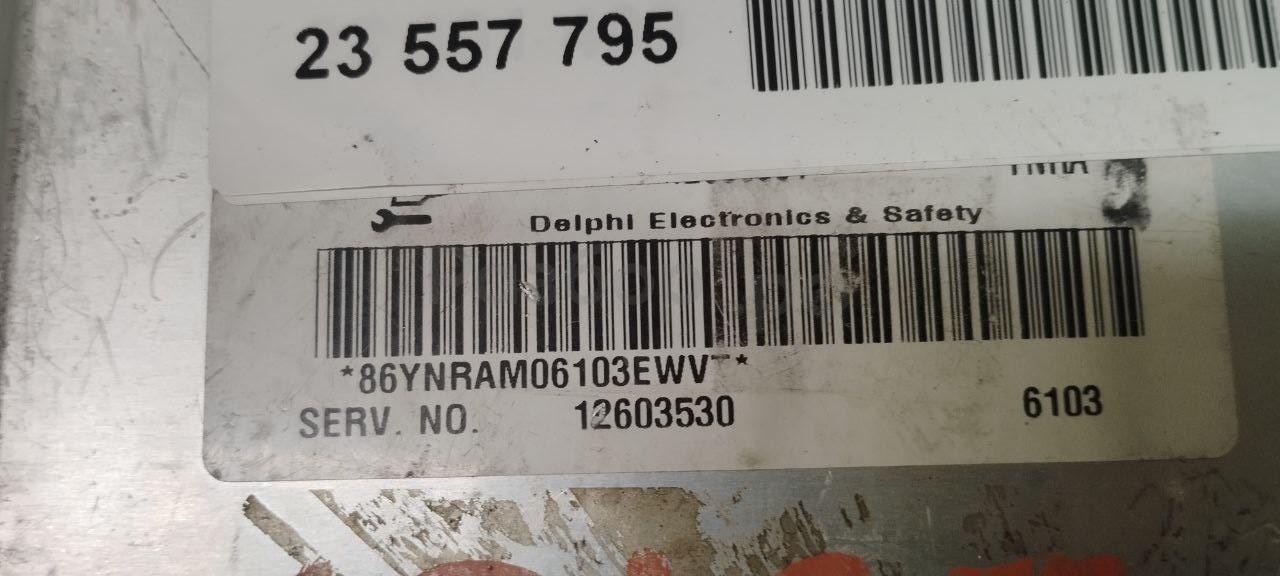 23 557 795
Delphi Electronics & Safety
*86YNRAM06103EWV-*
SERV. NO. 12603530 6103